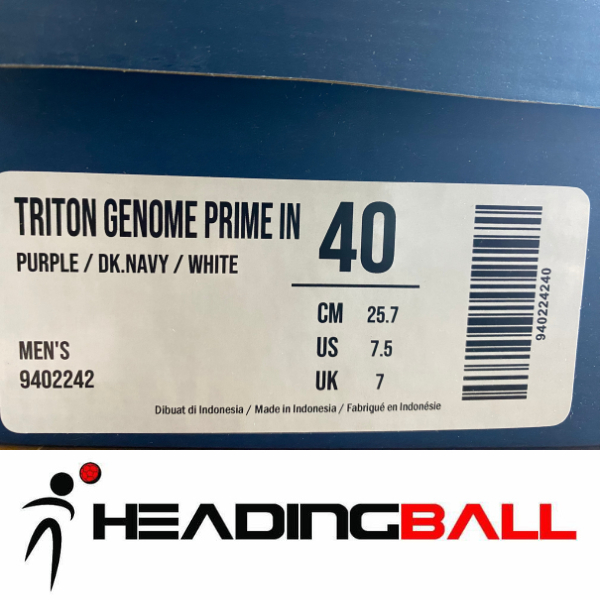 TRITON GENOME PRIME IN
PURPLE / DK.NAVY / WHITE
40
CM 25.7
US 7.5
UK 7
MEN'S
9402242
Dibuat di Indonesia / Made in Indonesia / Fabriqué en Indonésie
940224240
HEADINGBALL